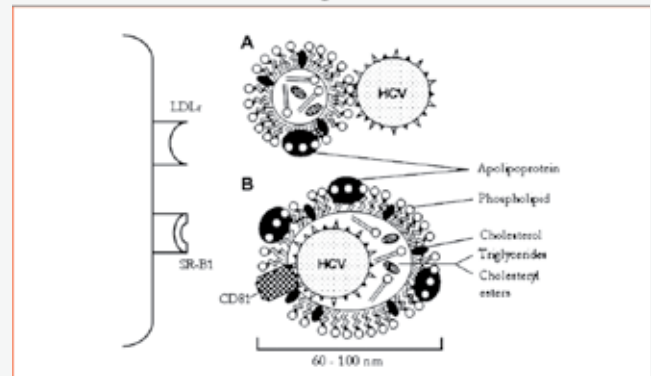 A
HCV
LDLr
Apolipoprotein
B
Phospholipid
Cholesterol
HCV
Triglycerides
SR-B1
Cholesteryl
esters
CD81
60 - 100 nm